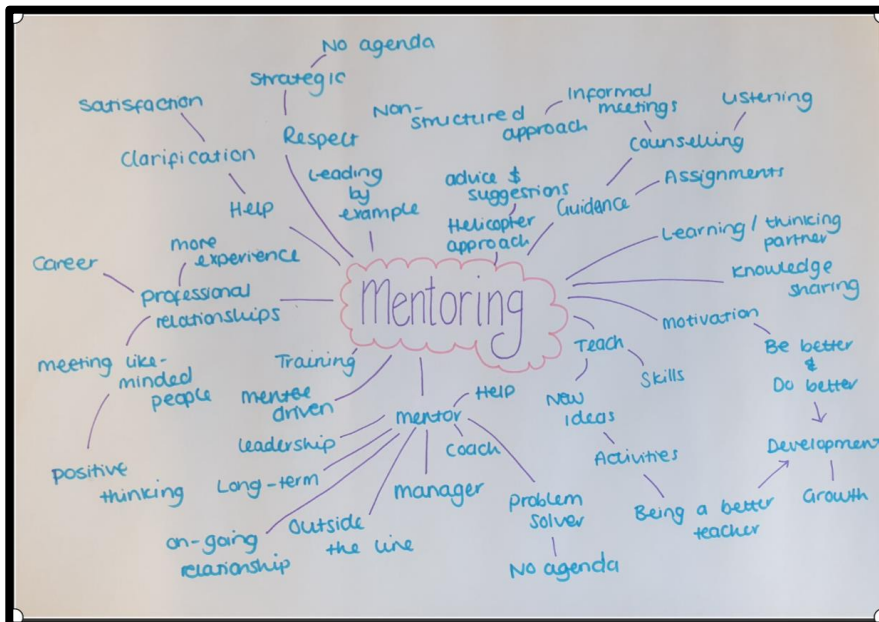 No agenda
Strategic
Respect
Satisfaction
Clarification
Help
Leading
by
example
Non-
structured
approach
Informal
meetings
Listening
Counselling
Assignments
Guidance
advice &
suggestions
Helicopter
approach
Learning / thinking
partner
Knowledge
sharing
motivation
Be better
&
Do better
Development
Growth
Mentoring
more
experience
Career
professional
relationships
meeting like-
minded
people
positive
thinking
Training
mentee
driven
mentor
Help
Coach
Leadership
Long-term
manager
on-going
relationship
Outside
the line
problem
solver
No agenda
Teach
Skills
New
ideas
Activities
Being a better
teacher